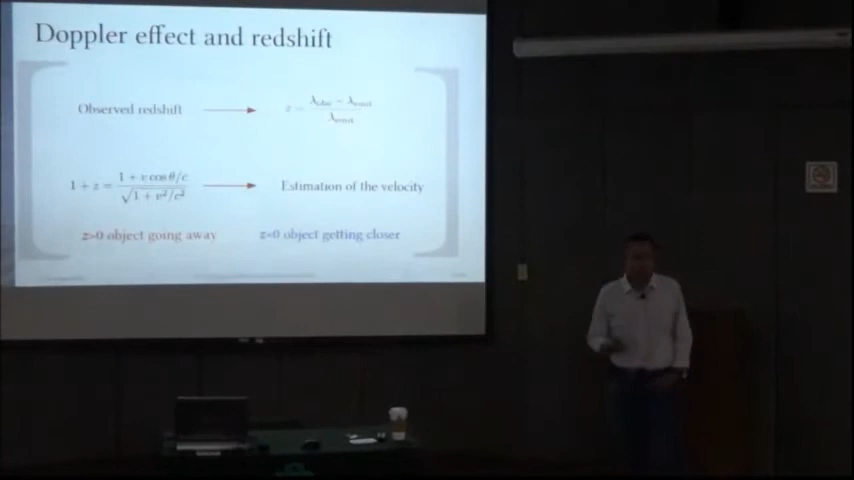 Doppler effect and redshift
Observed redshift → z = (λobs − λemit) / λemit
1 + z = (1 + v cos θ/c) / √(1 + v²/c²) → Estimation of the velocity
z>0 object going away z<0 object getting closer